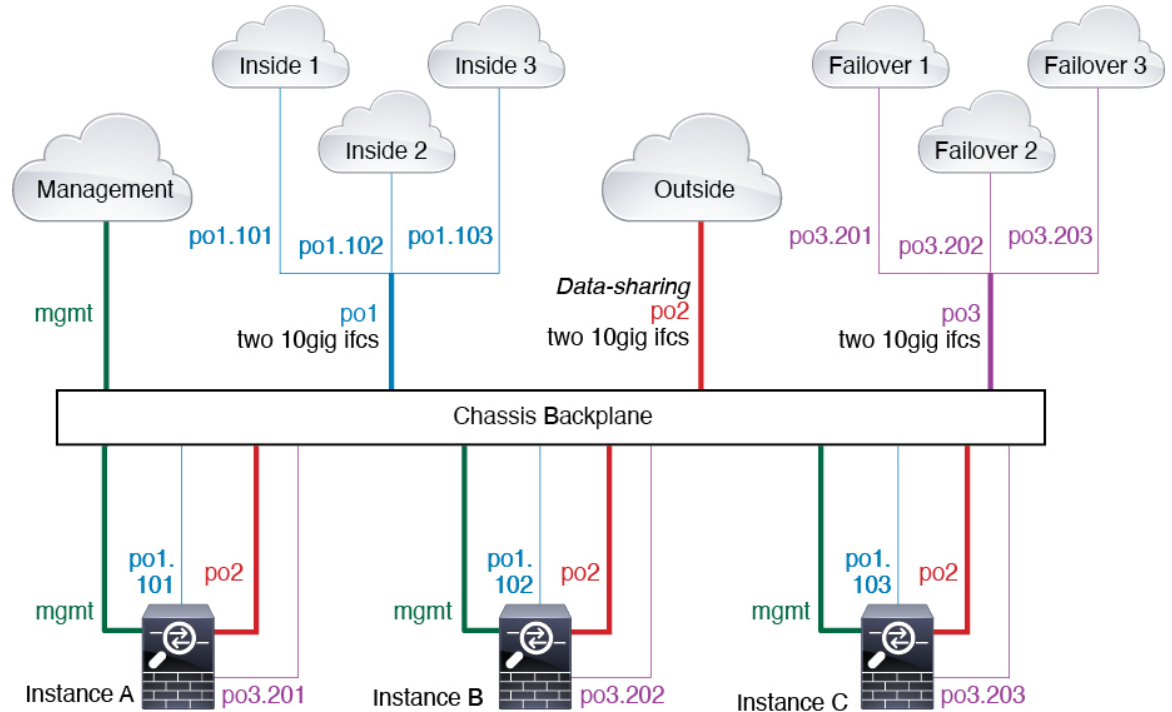 Inside 1
Inside 3
Failover 1
Failover 3
Inside 2
Failover 2
Management
Outside
po1.101
po1.102
po1.103
po3.201
po3.202
po3.203
mgmt
po1
two 10gig ifcs
Data-sharing
po2
two 10gig ifcs
po3
two 10gig ifcs
Chassis Backplane
po1.
101
po2
mgmt
Instance A
po3.201
po1.
102
po2
mgmt
Instance B
po3.202
po1.
103
po2
mgmt
Instance C
po3.203